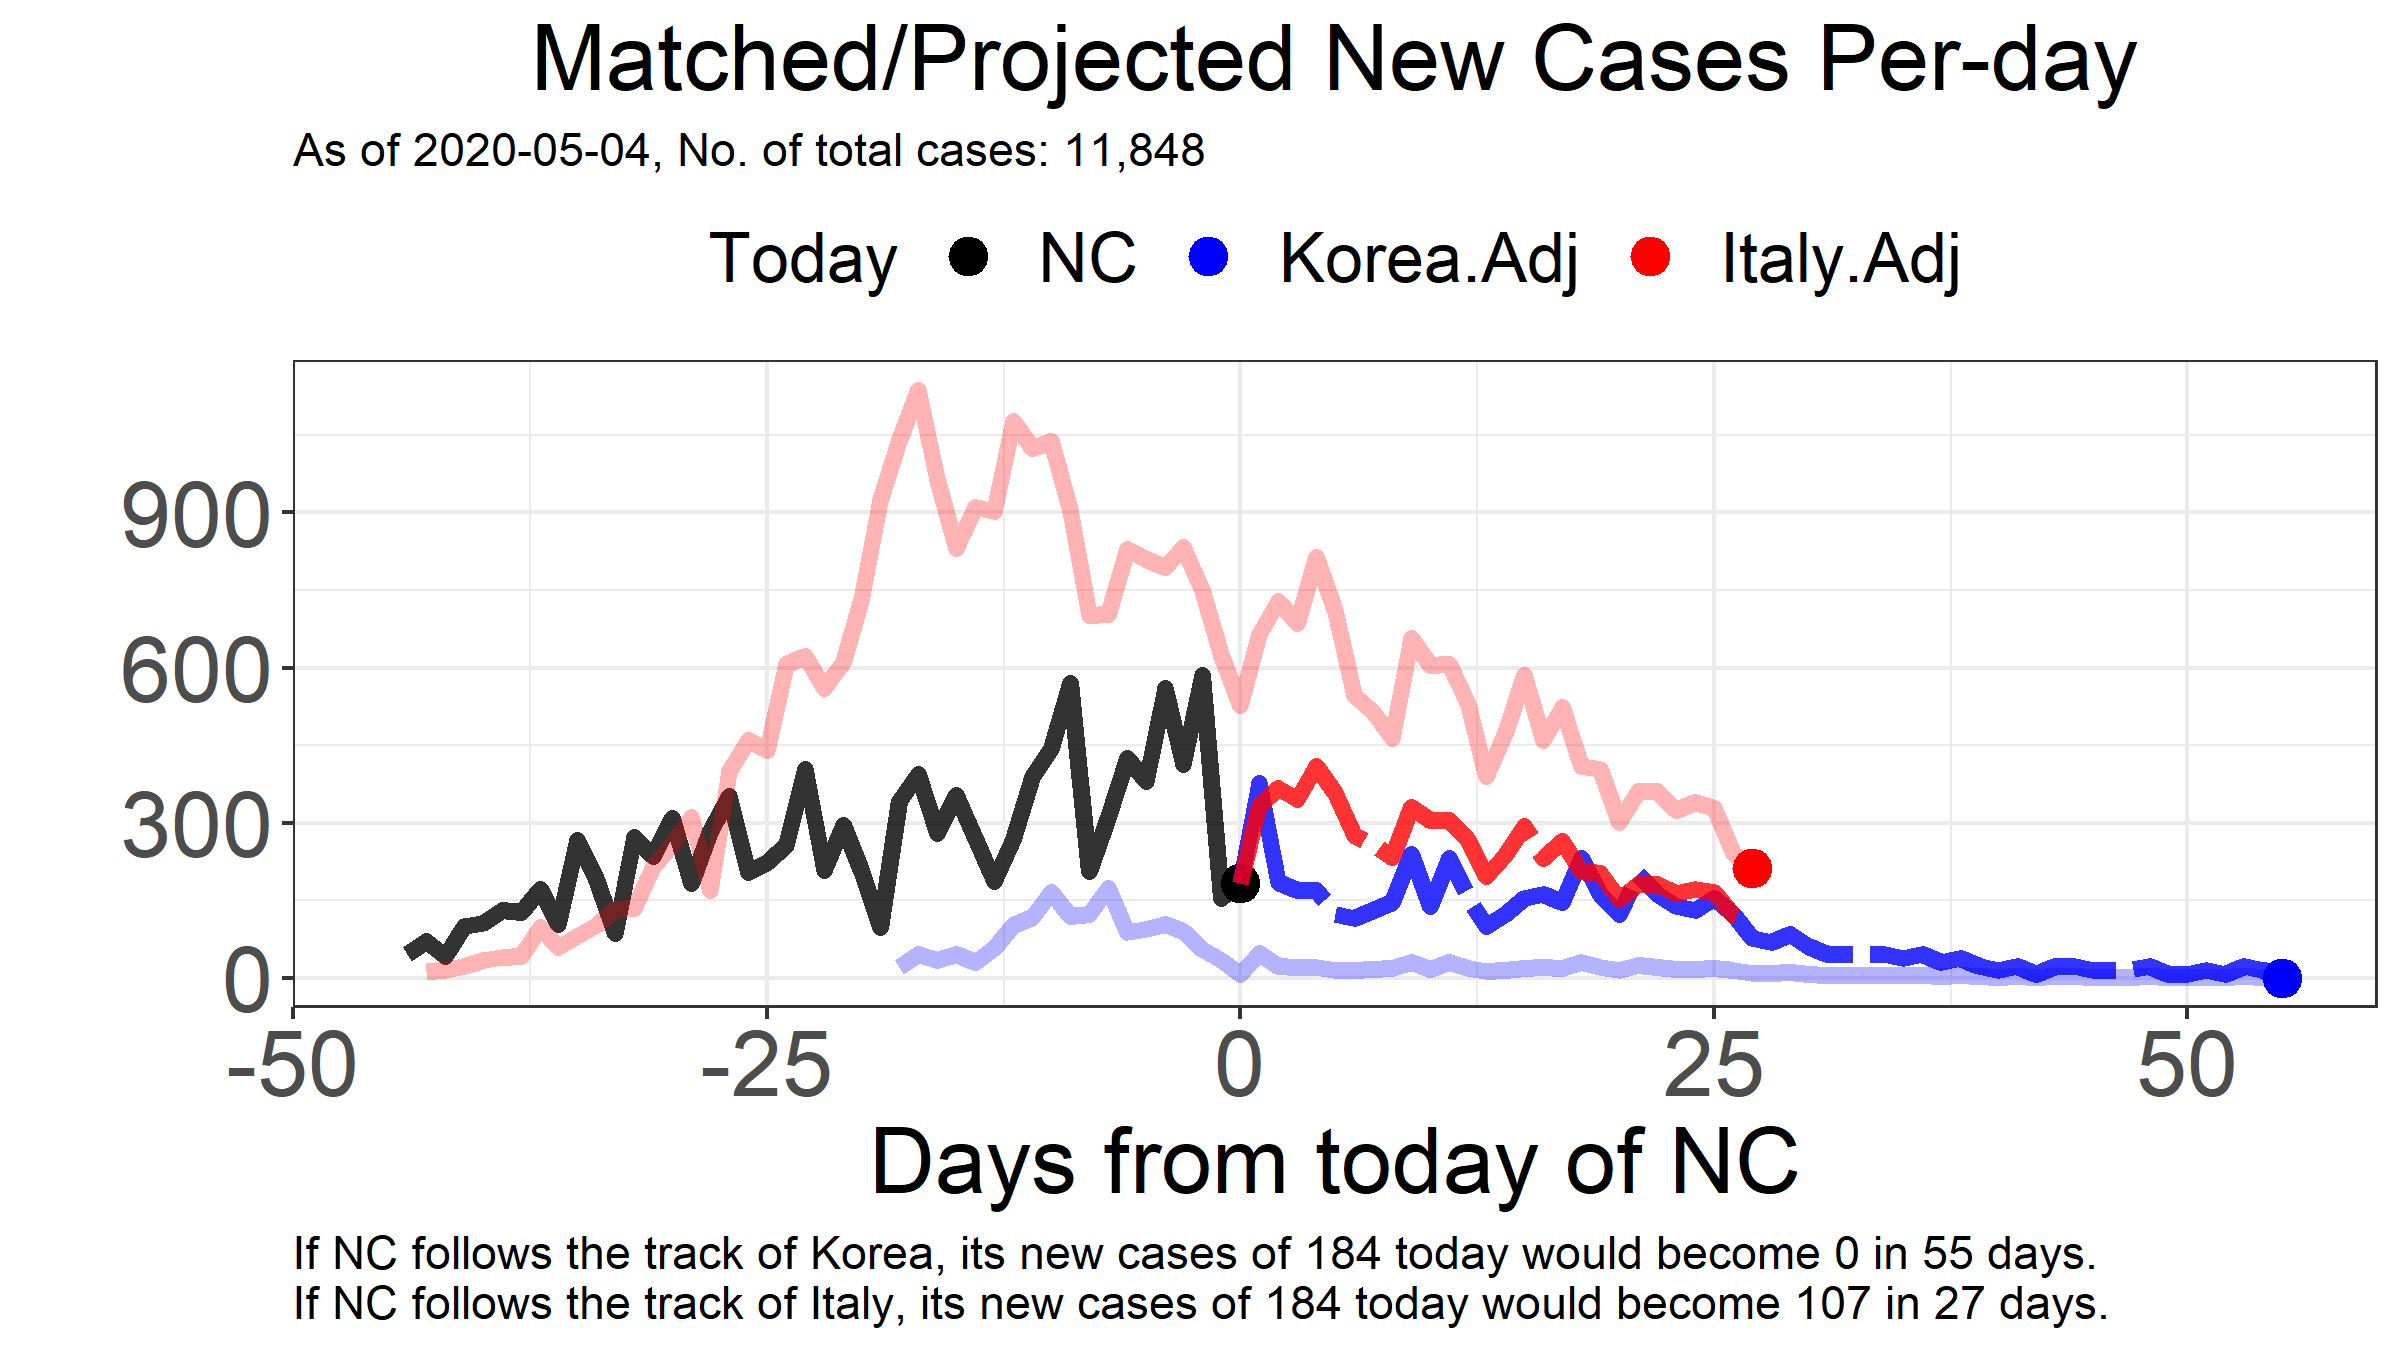 Matched/Projected New Cases Per-day
As of 2020-05-04, No. of total cases: 11,848
Today NC Korea.Adj Italy.Adj
900
600
300
0
-50 -25 0 25 50
Days from today of NC
If NC follows the track of Korea, its new cases of 184 today would become 0 in 55 days.
If NC follows the track of Italy, its new cases of 184 today would become 107 in 27 days.